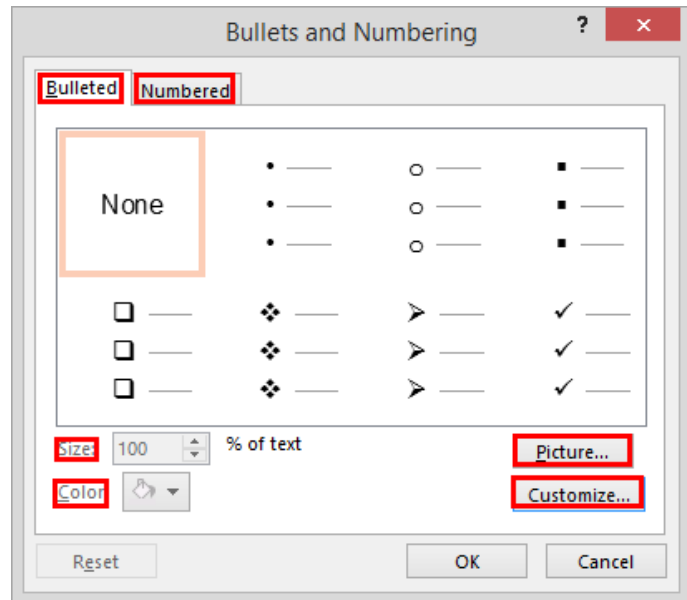 Bullets and Numbering ?
Bulleted Numbered
None
Size: 100 % of text Picture...
Color Customize...
Reset OK Cancel